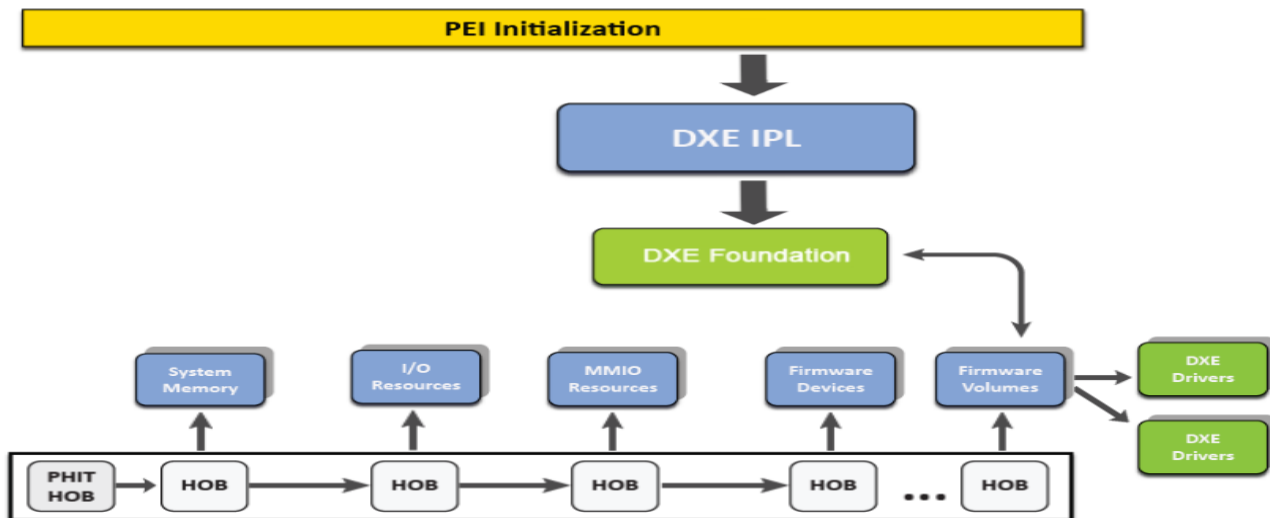 PEI Initialization
DXE IPL
DXE Foundation
System
Memory
I/O
Resources
MMIO
Resources
Firmware
Devices
Firmware
Volumes
DXE
Drivers
DXE
Drivers
PHIT
HOB
HOB
HOB
HOB
HOB
...
HOB